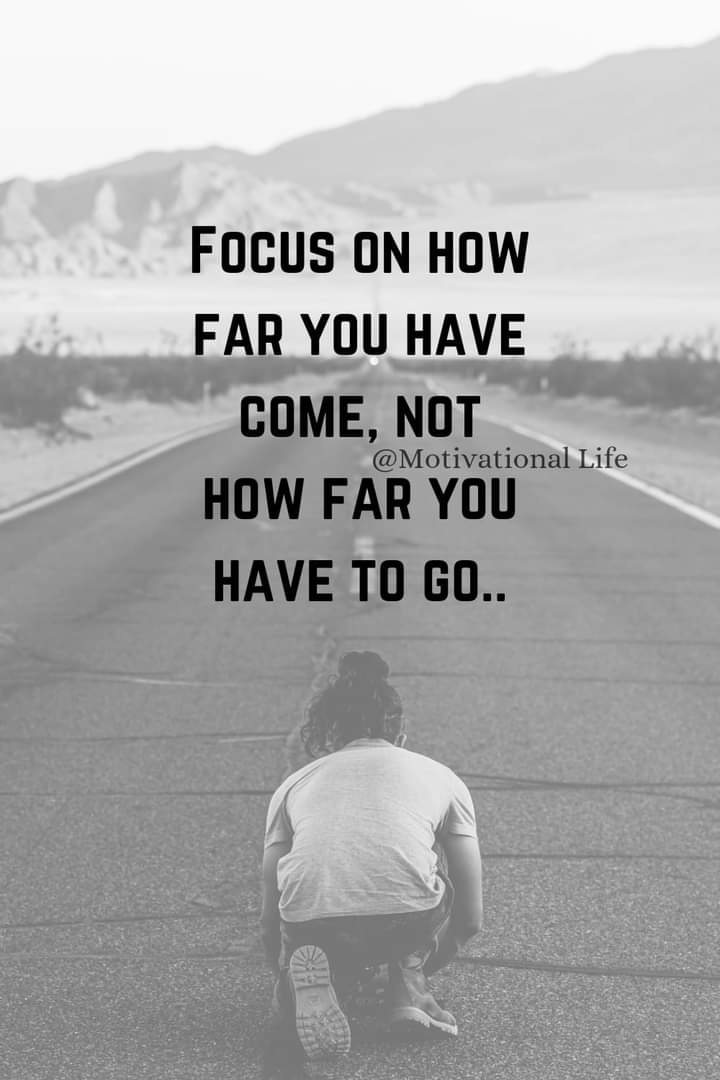 Focus on how
far you have
come, not
@Motivational Life
how far you
have to go..